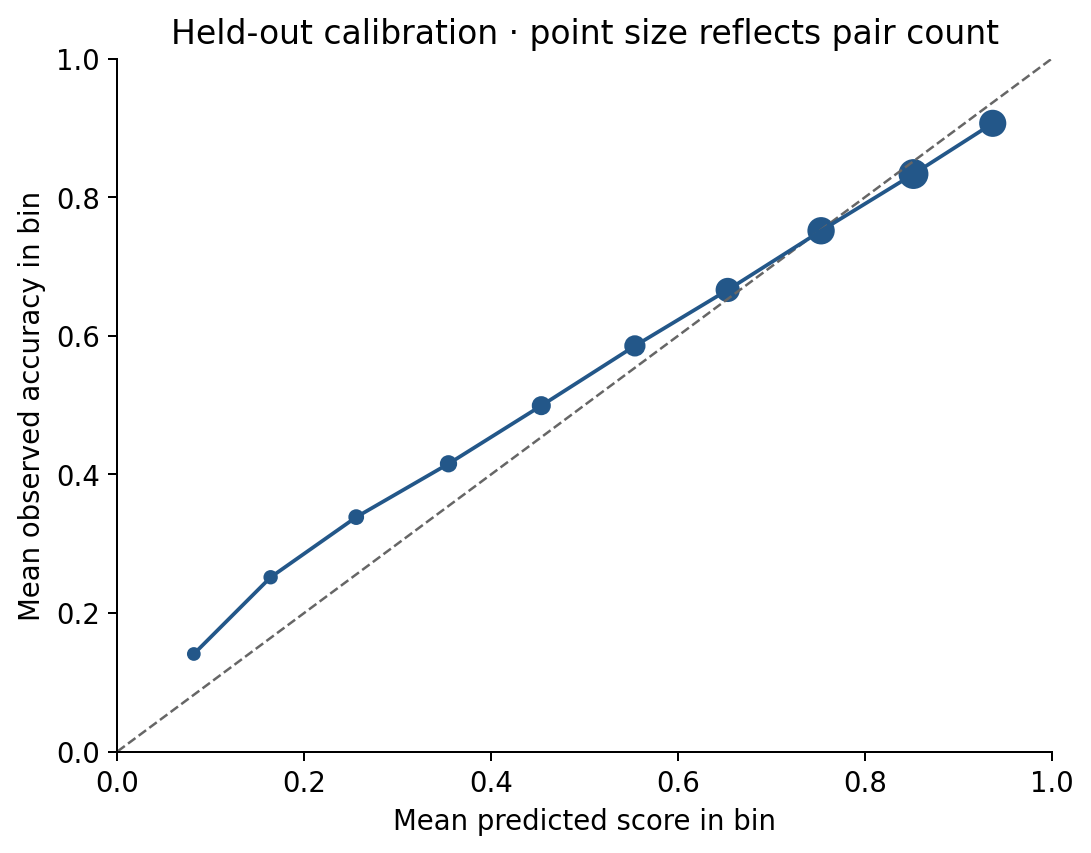 Held-out calibration · point size reflects pair count
Mean observed accuracy in bin
1.0
0.8
0.6
0.4
0.2
0.0
0.0 0.2 0.4 0.6 0.8 1.0
Mean predicted score in bin